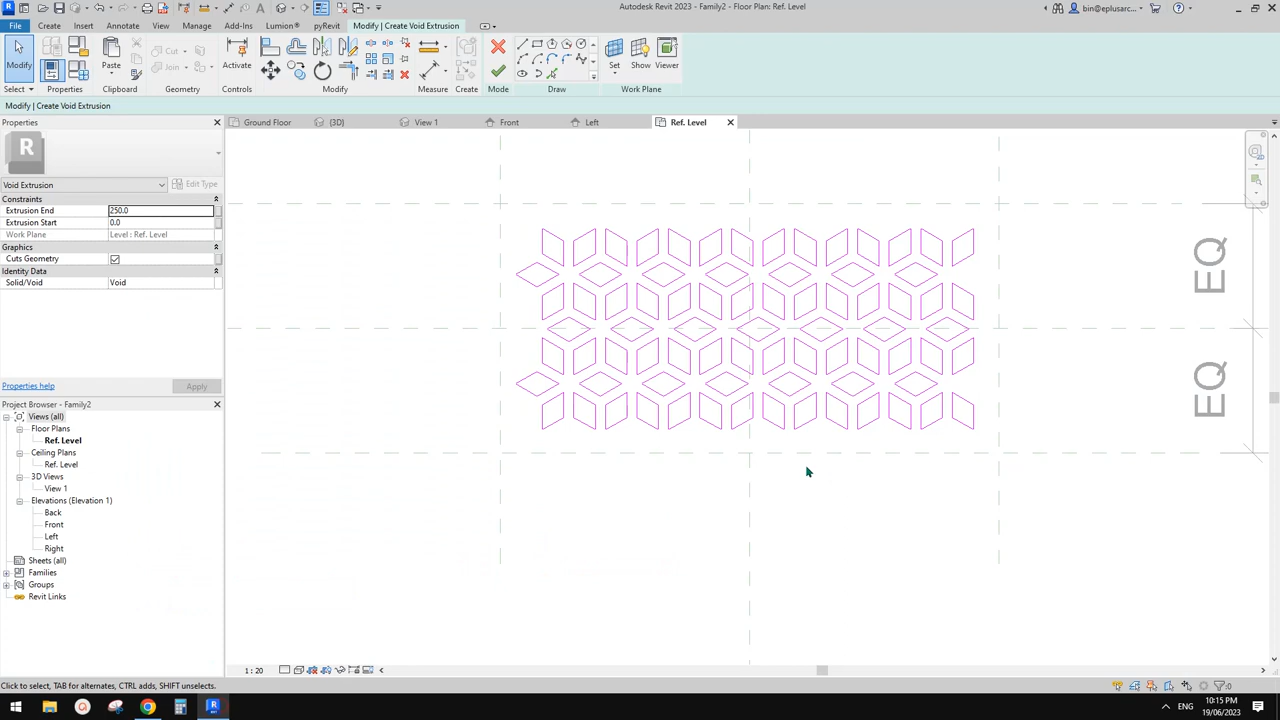 Autodesk Revit 2023 - Family2 - Floor Plan: Ref. Level
bin@eplusarc...
File Create Insert Annotate View Manage Add-Ins Lumion® pyRevit Modify | Create Void Extrusion
Modify
Paste
Cut
Join
Activate
Set Show Viewer
Select Properties Clipboard Geometry Controls Modify Measure Create Mode Draw Work Plane
Modify | Create Void Extrusion
Properties
Ground Floor {3D} View 1 Front Left Ref. Level
R
Void Extrusion Edit Type
Constraints
Extrusion End 250.0
Extrusion Start 0.0
Work Plane Level : Ref. Level
Graphics
Cuts Geometry
Identity Data
Solid/Void Void
EQ
EQ
Properties help Apply
Project Browser - Family2
Views (all)
Floor Plans
Ref. Level
Ceiling Plans
Ref. Level
3D Views
View 1
Elevations (Elevation 1)
Back
Front
Left
Right
Sheets (all)
Families
Groups
Revit Links
1 : 20
Click to select, TAB for alternates, CTRL adds, SHIFT unselects.
:0
ENG
10:15 PM
19/06/2023